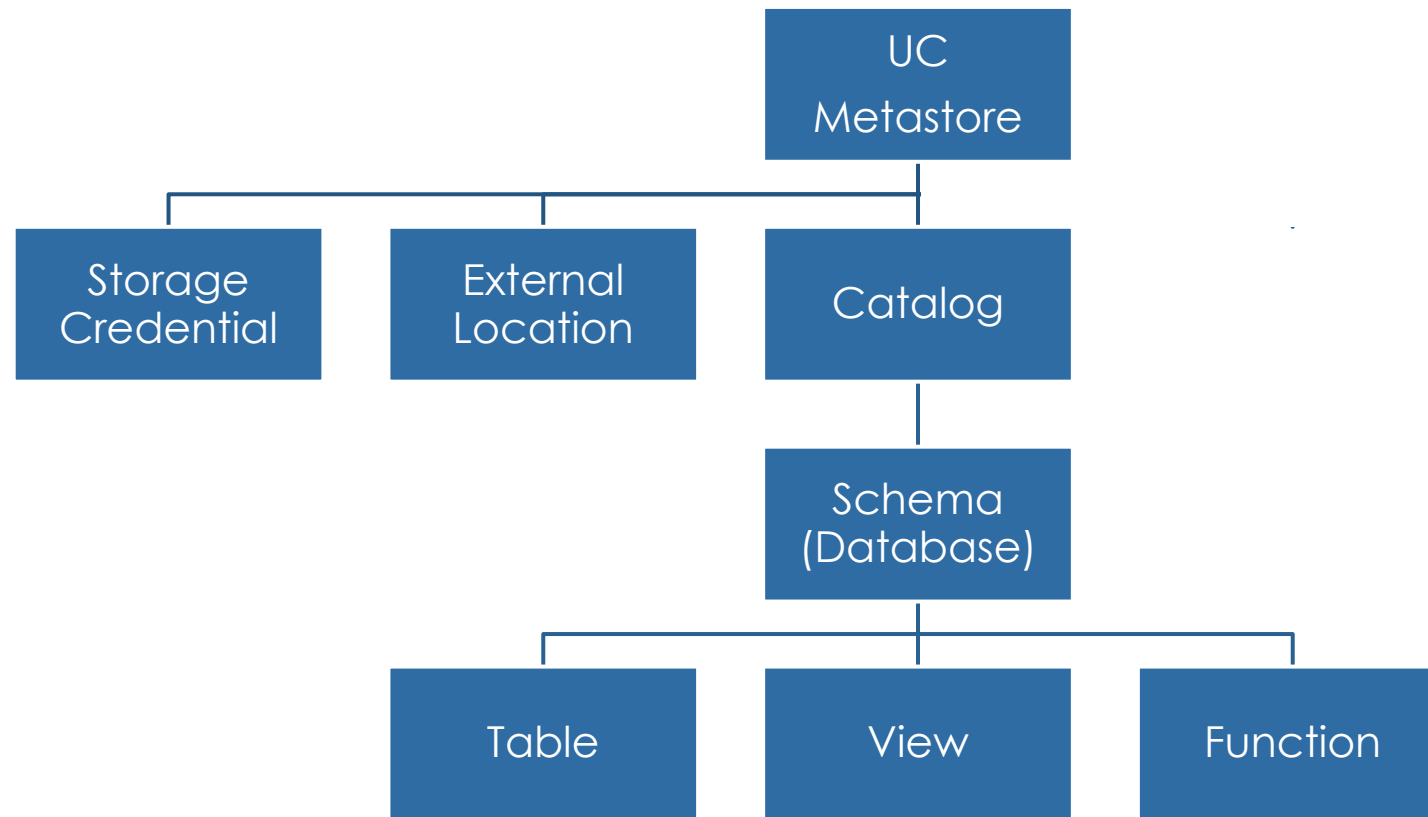 UC
Metastore
Storage
Credential
External
Location
Catalog
Schema
(Database)
Table
View
Function